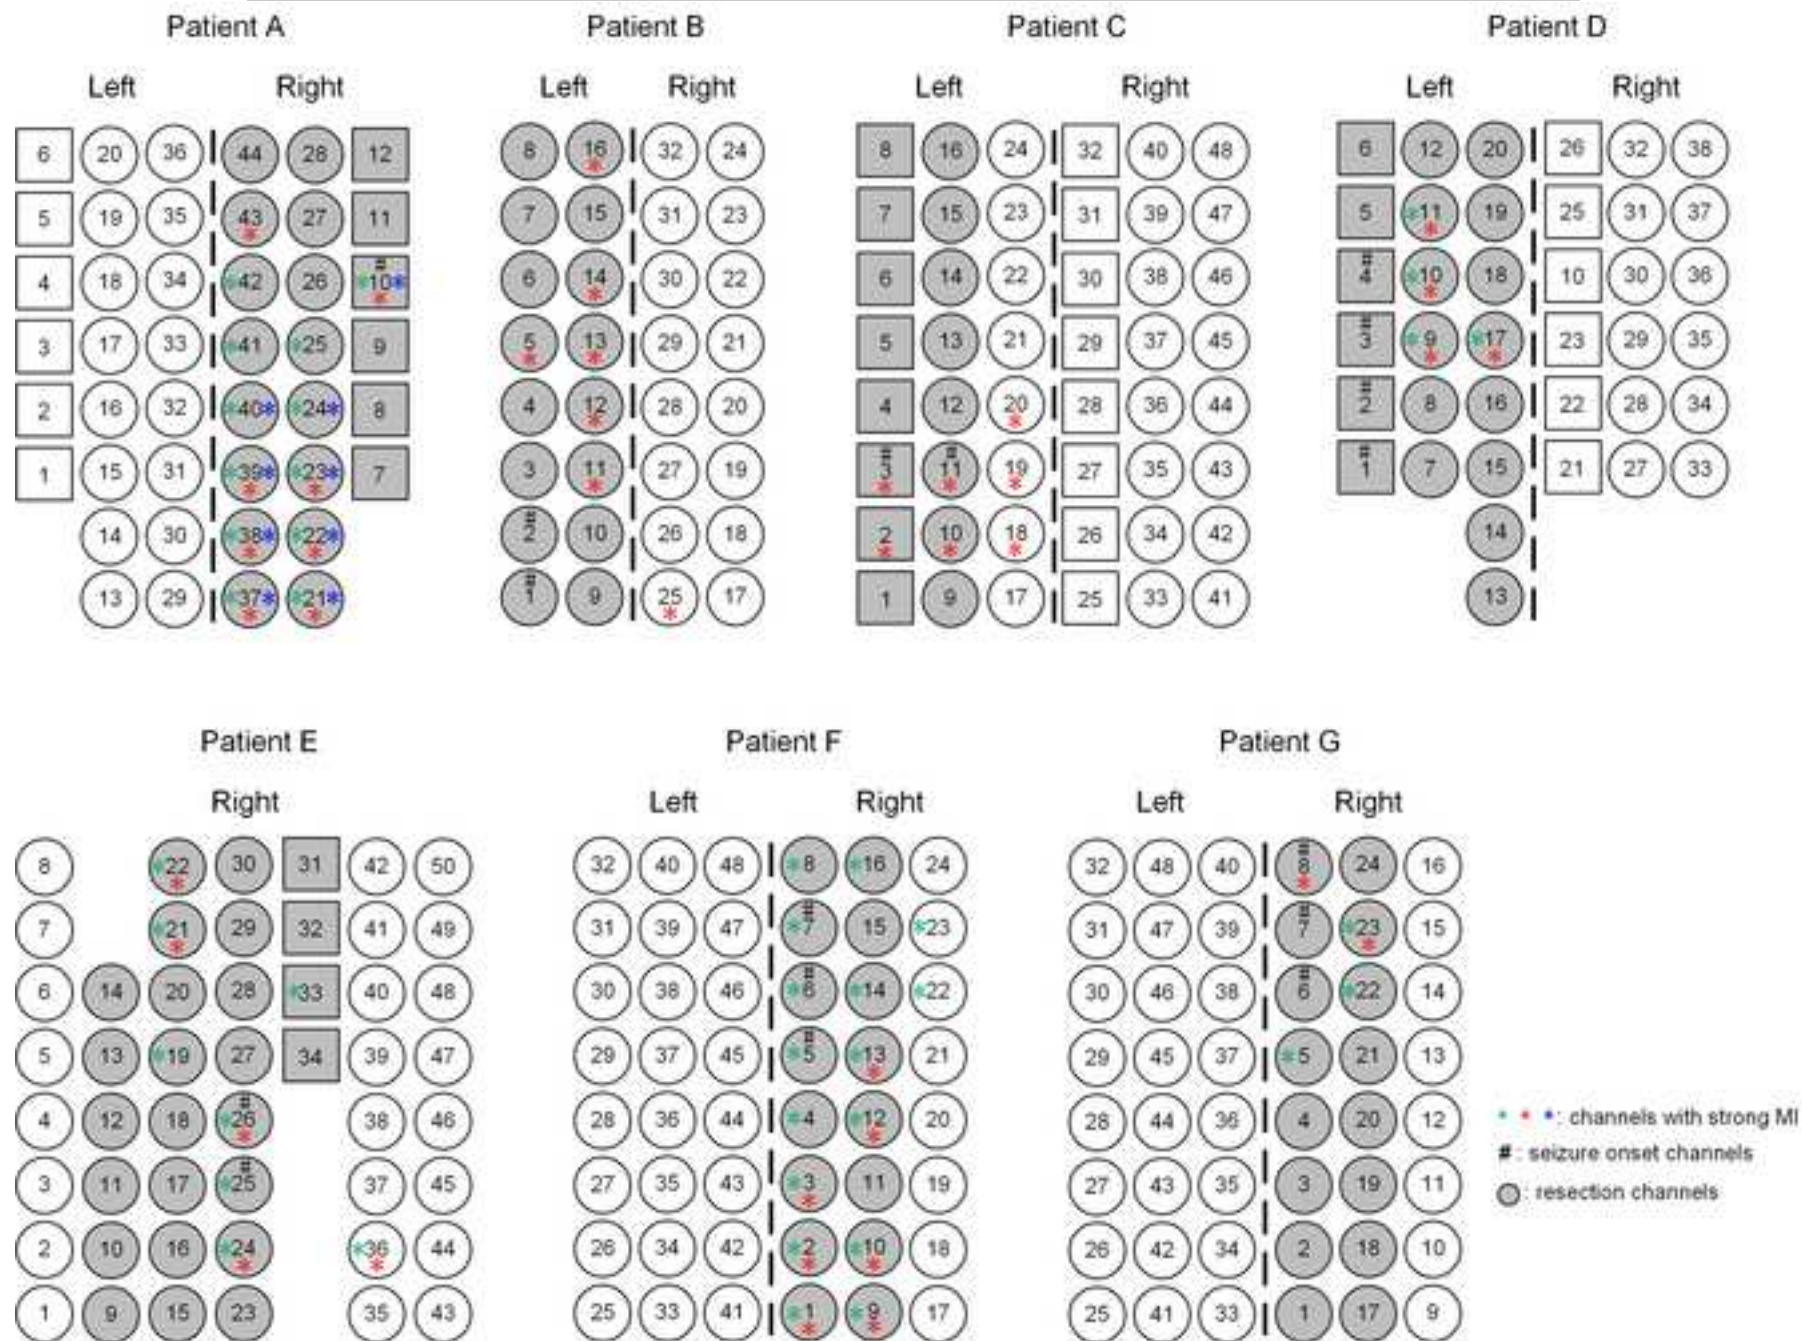 Patient A Patient B Patient C Patient D
Left Right Left Right Left Right Left Right
6 20 36 44 28 12 8 16 32 24 8 16 24 32 40 48 6 12 20 26 32 38
* * 
5 19 35 43 27 11 7 15 31 23 7 15 23 31 39 47 5 *11 19 25 31 37
* *
4 18 34 *42 26 # *10* 6 14 30 22 6 14 22 30 38 46 # 4 *10 18 10 30 36
* * *
3 17 33 *41 *25 9 5 13 29 21 5 13 21 29 37 45 # 3 *9 *17 23 29 35
* * * *
2 16 32 *40* *24* 8 4 12 28 20 4 12 20 28 36 44 # 2 8 16 22 28 34
* *
1 15 31 *39* *23* 7 3 11 27 19 # 3 # 11 19 27 35 43 # 1 7 15 21 27 33
* * * * * *
14 30 *38* *22* # 2 10 26 18 2 10 18 26 34 42 14
* * * * *
13 29 *37* *21* # 1 9 25 17 1 9 17 25 33 41 13
* * *
Patient E Patient F Patient G
Right Left Right Left Right
8 *22 30 31 42 50 32 40 48 *8 *16 24 32 48 40 # 8 24 16
* *
7 *21 29 32 41 49 31 39 47 # *7 15 *23 31 47 39 # 7 *23 15
* *
6 14 20 28 *33 40 48 30 38 46 # *6 *14 *22 30 46 38 # 6 *22 14
5 13 *19 27 34 39 47 29 37 45 # *5 *13 21 29 45 37 *5 21 13
*
4 12 18 # *26 38 46 28 36 44 *4 *12 20 28 44 36 4 20 12
* *
* * *: channels with strong MI
3 11 17 # *25 37 45 27 35 43 *3 11 19 27 43 35 3 19 11
*
# : seizure onset channels
: resection channels
2 10 16 *24 *36 44 26 34 42 *2 *10 18 26 42 34 2 18 10
* * * *
1 9 15 23 35 43 25 33 41 *1 *9 17 25 41 33 1 17 9
* *